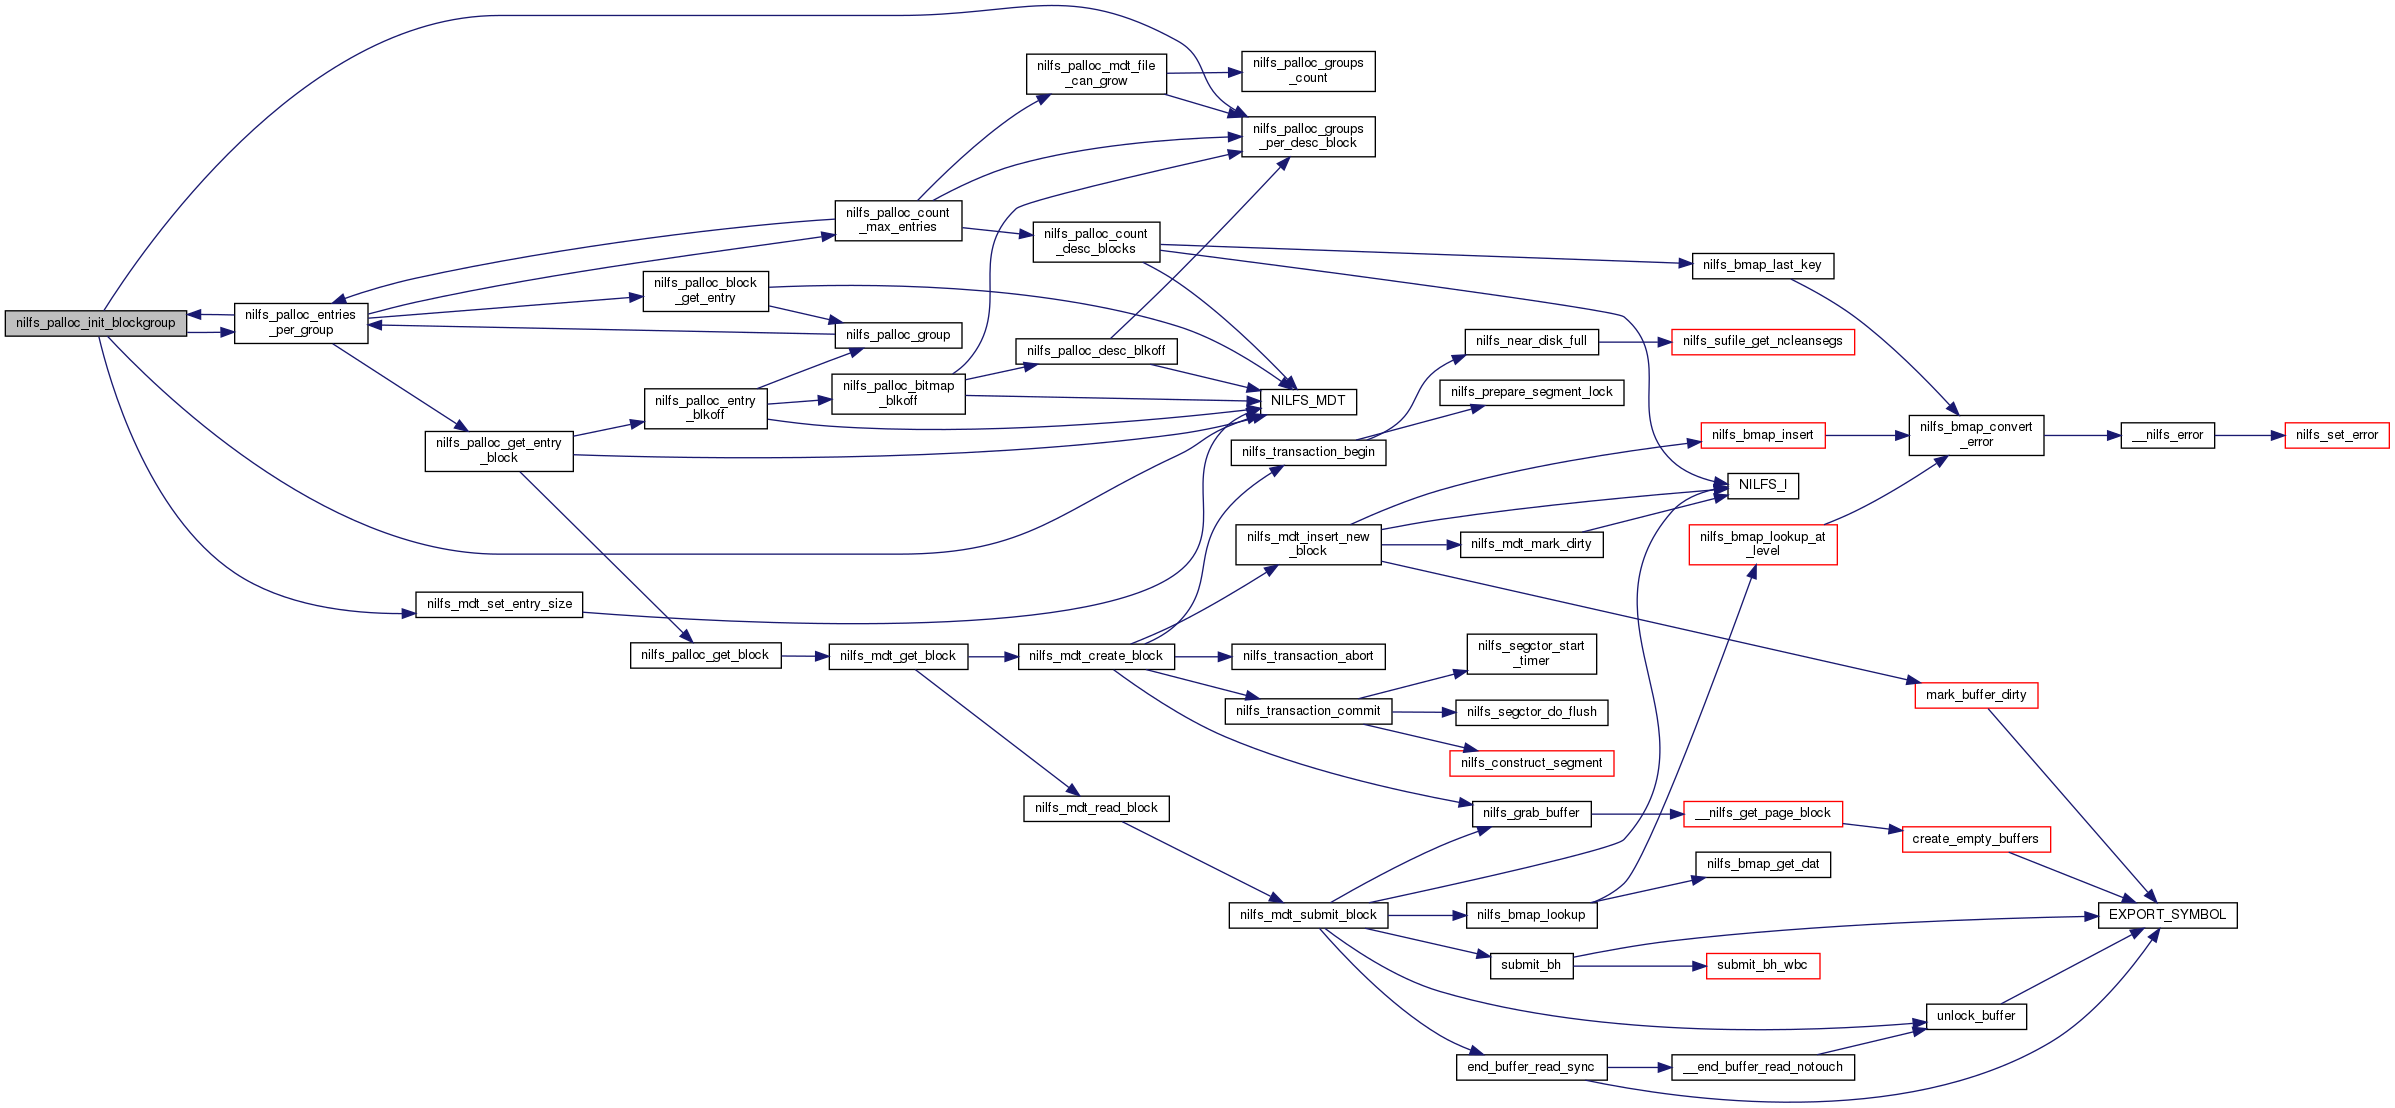 nilfs_palloc_init_blockgroup
nilfs_palloc_entries
_per_group
nilfs_palloc_get_entry
_block
nilfs_mdt_set_entry_size
nilfs_palloc_block
_get_entry
nilfs_palloc_entry
_blkoff
nilfs_palloc_get_block
nilfs_palloc_count
_max_entries
nilfs_palloc_group
nilfs_palloc_bitmap
_blkoff
nilfs_mdt_get_block
nilfs_palloc_mdt_file
_can_grow
nilfs_palloc_count
_desc_blocks
nilfs_palloc_desc_blkoff
nilfs_mdt_create_block
nilfs_mdt_read_block
nilfs_palloc_groups
_count
nilfs_palloc_groups
_per_desc_block
NILFS_MDT
nilfs_transaction_begin
nilfs_mdt_insert_new
_block
nilfs_transaction_abort
nilfs_transaction_commit
nilfs_mdt_submit_block
nilfs_near_disk_full
nilfs_prepare_segment_lock
nilfs_mdt_mark_dirty
nilfs_segctor_start
_timer
nilfs_segctor_do_flush
nilfs_construct_segment
nilfs_grab_buffer
nilfs_bmap_lookup
submit_bh
end_buffer_read_sync
nilfs_bmap_last_key
nilfs_sufile_get_ncleansegs
nilfs_bmap_insert
NILFS_I
nilfs_bmap_lookup_at
_level
__nilfs_get_page_block
nilfs_bmap_get_dat
submit_bh_wbc
__end_buffer_read_notouch
nilfs_bmap_convert
_error
mark_buffer_dirty
create_empty_buffers
unlock_buffer
__nilfs_error
EXPORT_SYMBOL
nilfs_set_error